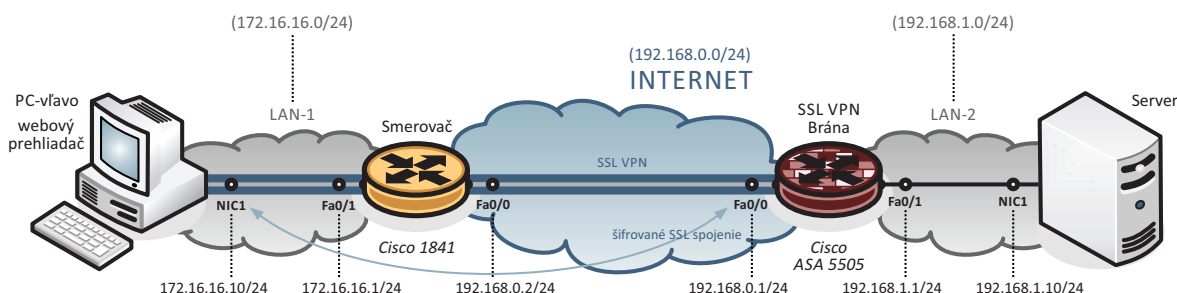 (172.16.16.0/24)
(192.168.1.0/24)
(192.168.0.0/24)
INTERNET
PC-vľavo
webový
prehliadač
LAN-1
Smerovač
SSL VPN
Brána
LAN-2
Server
SSL VPN
NIC1
Fa0/1
Fa0/0
Fa0/0
Fa0/1
NIC1
šifrované SSL spojenie
Cisco 1841
Cisco
ASA 5505
172.16.16.10/24
172.16.16.1/24
192.168.0.2/24
192.168.0.1/24
192.168.1.1/24
192.168.1.10/24